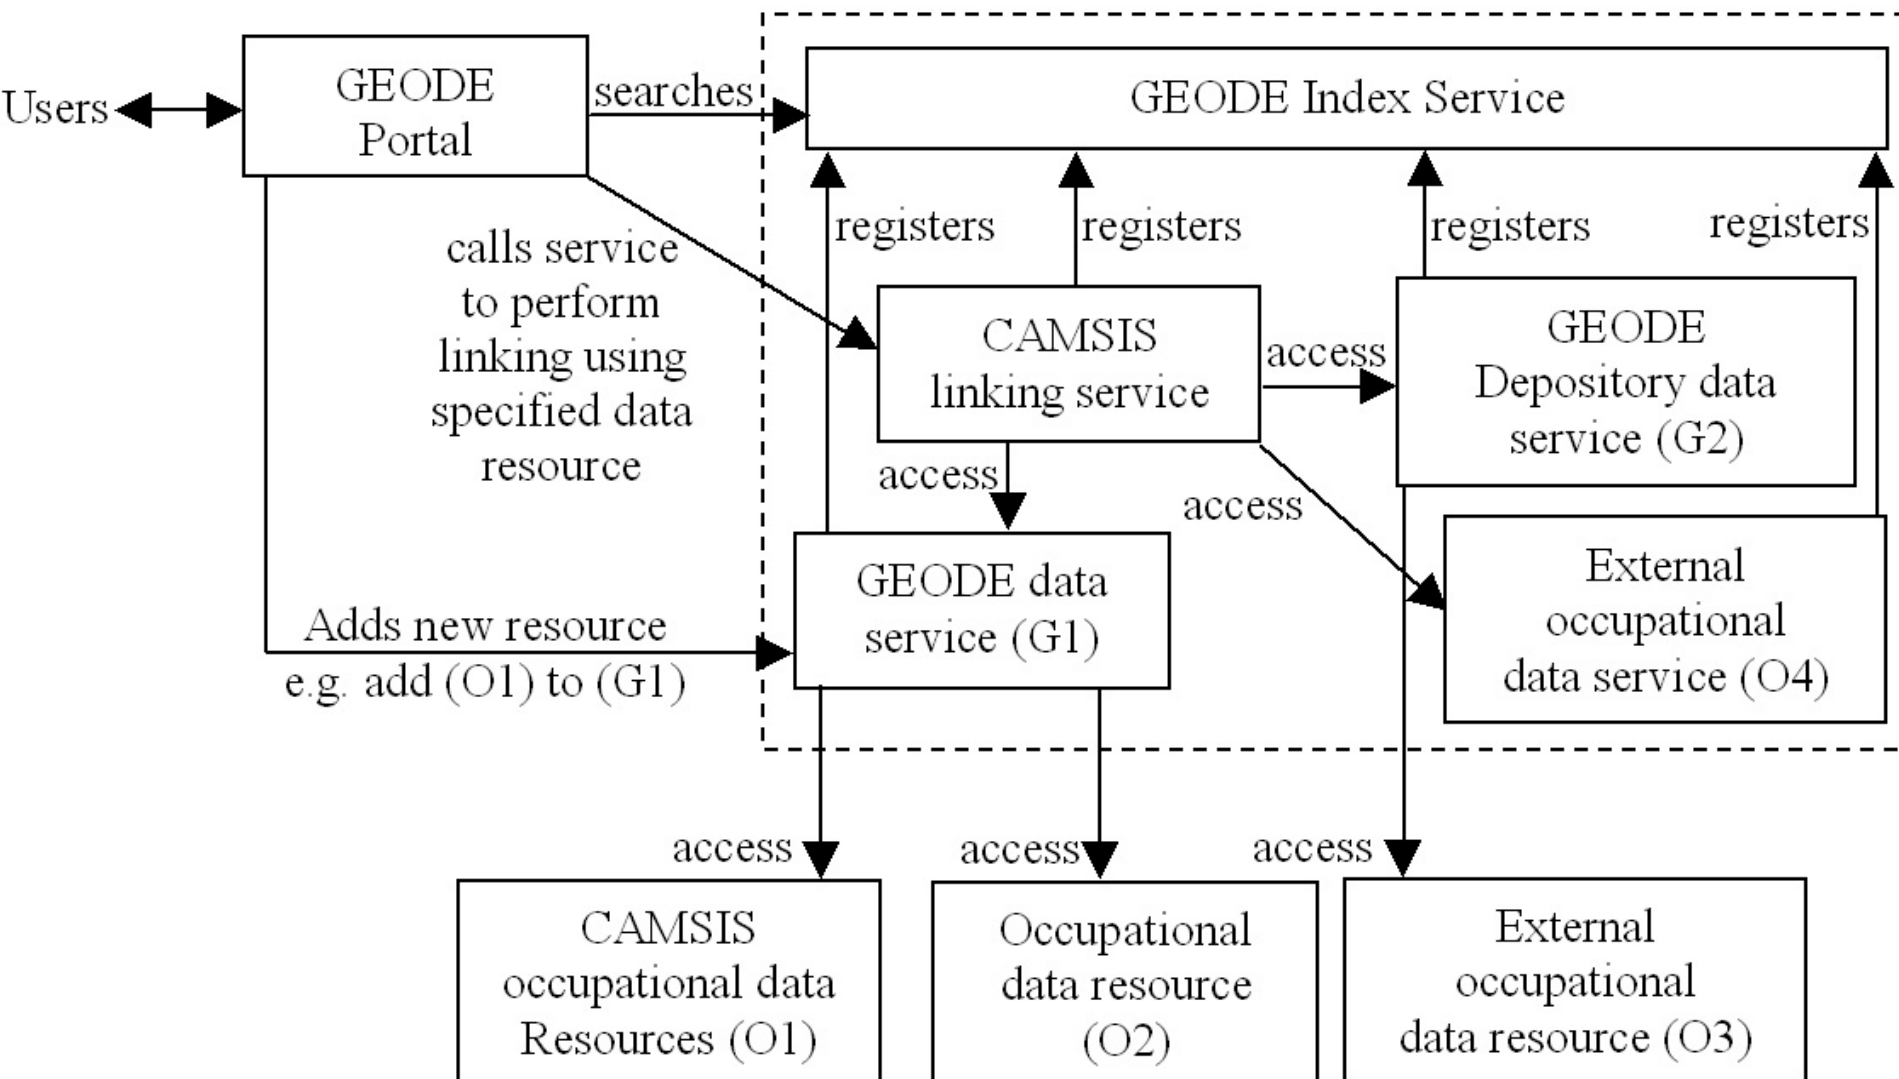 Users
GEODE
Portal
searches
GEODE Index Service
registers
registers
registers
registers
calls service
to perform
linking using
specified data
resource
CAMSIS
linking service
access
GEODE
Depository data
service (G2)
access
access
GEODE data
service (G1)
External
occupational
data service (O4)
Adds new resource
e.g. add (O1) to (G1)
access
access
access
CAMSIS
occupational data
Resources (O1)
Occupational
data resource
(O2)
External
occupational
data resource (O3)